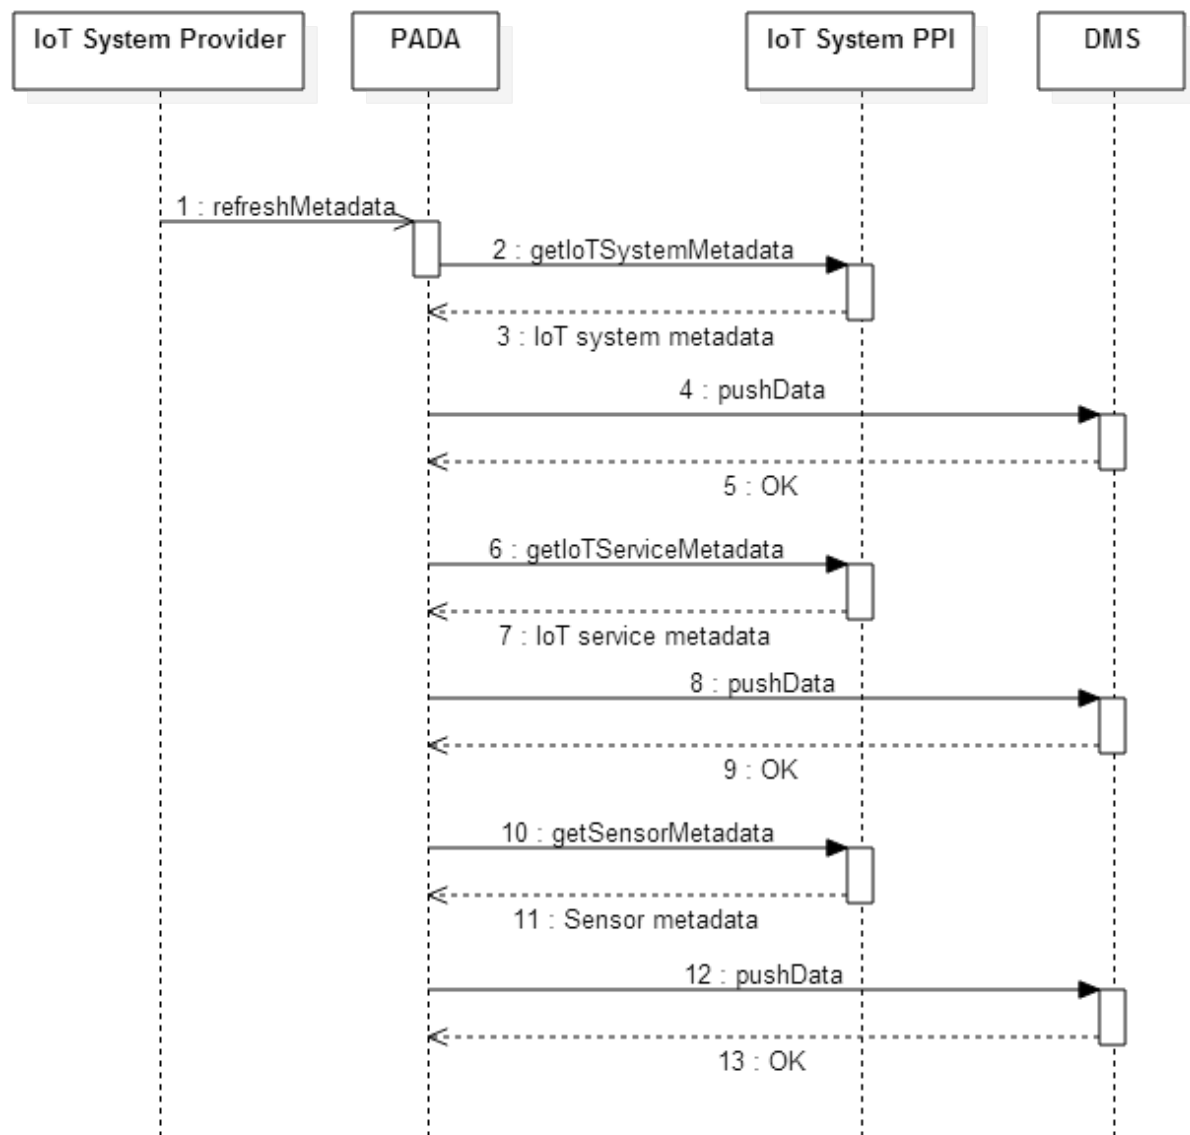 IoT System Provider
PADA
IoT System PPI
DMS
1 : refreshMetadata
2 : getIoTSystemMetadata
3 : IoT system metadata
4 : pushData
5 : OK
6 : getIoTServiceMetadata
7 : IoT service metadata
8 : pushData
9 : OK
10 : getSensorMetadata
11 : Sensor metadata
12 : pushData
13 : OK